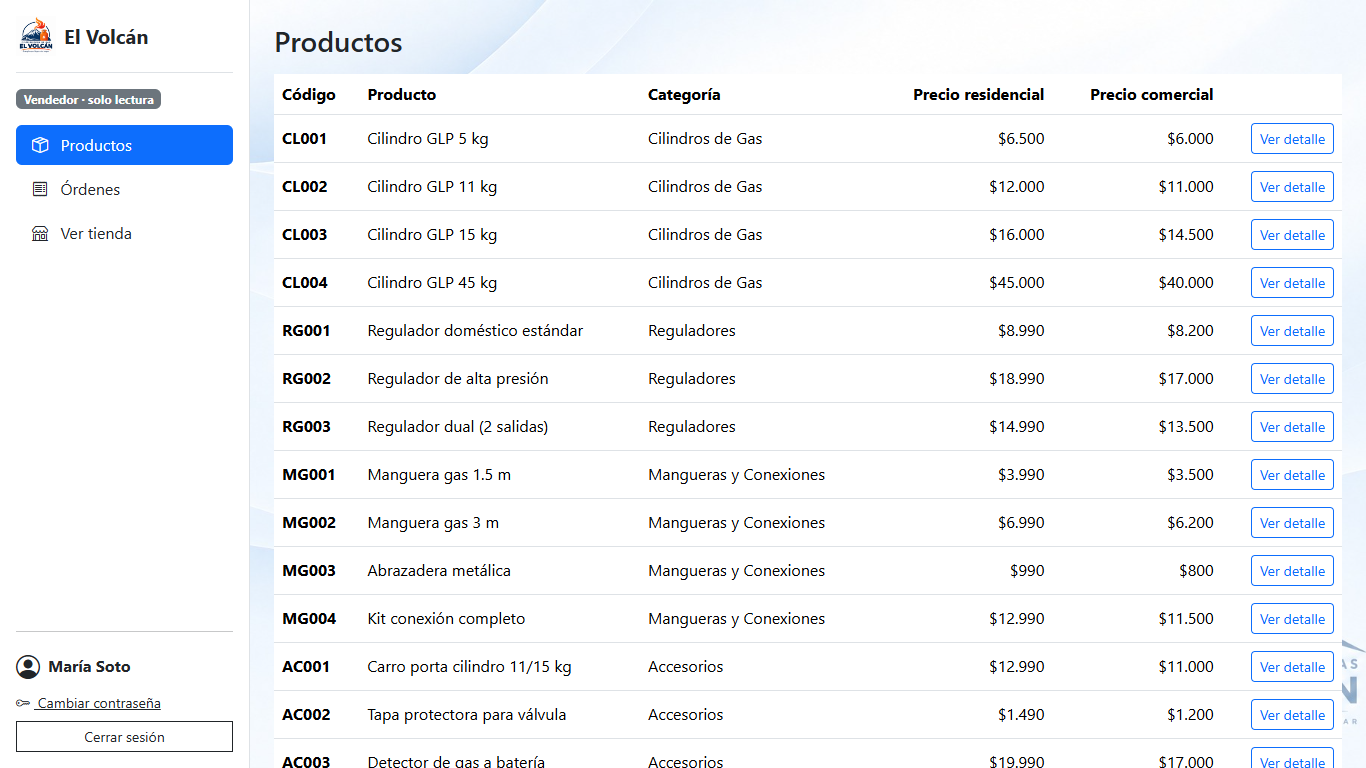 EL VOLCÁN
El Volcán
Vendedor · solo lectura
Productos
Órdenes
Ver tienda
María Soto
Cambiar contraseña
Cerrar sesión
Productos
Código Producto Categoría Precio residencial Precio comercial
CL001 Cilindro GLP 5 kg Cilindros de Gas $6.500 $6.000 Ver detalle
CL002 Cilindro GLP 11 kg Cilindros de Gas $12.000 $11.000 Ver detalle
CL003 Cilindro GLP 15 kg Cilindros de Gas $16.000 $14.500 Ver detalle
CL004 Cilindro GLP 45 kg Cilindros de Gas $45.000 $40.000 Ver detalle
RG001 Regulador doméstico estándar Reguladores $8.990 $8.200 Ver detalle
RG002 Regulador de alta presión Reguladores $18.990 $17.000 Ver detalle
RG003 Regulador dual (2 salidas) Reguladores $14.990 $13.500 Ver detalle
MG001 Manguera gas 1.5 m Mangueras y Conexiones $3.990 $3.500 Ver detalle
MG002 Manguera gas 3 m Mangueras y Conexiones $6.990 $6.200 Ver detalle
MG003 Abrazadera metálica Mangueras y Conexiones $990 $800 Ver detalle
MG004 Kit conexión completo Mangueras y Conexiones $12.990 $11.500 Ver detalle
AC001 Carro porta cilindro 11/15 kg Accesorios $12.990 $11.000 Ver detalle
AC002 Tapa protectora para válvula Accesorios $1.490 $1.200 Ver detalle
AC003 Detector de gas a batería Accesorios $19.990 $17.000 Ver detalle